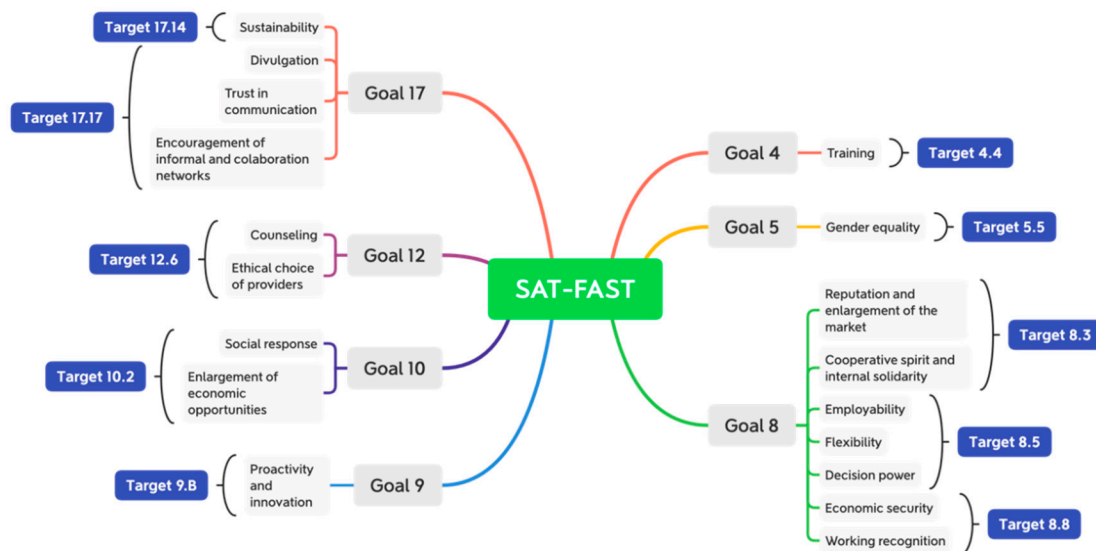 Target 17.14
Sustainability
Divulgation
Target 17.17
Trust in
communication
Encouragement of
informal and colaboration
networks
Goal 17
Target 12.6
Counseling
Ethical choice
of providers
Goal 12
Target 10.2
Social response
Enlargement of
economic
opportunities
Goal 10
Target 9.B
Proactivity
and
innovation
Goal 9
SAT-FAST
Goal 4
Training
Target 4.4
Goal 5
Gender equality
Target 5.5
Goal 8
Reputation and
enlargement of the
market
Cooperative spirit and
internal solidarity
Target 8.3
Employability
Flexibility
Decision power
Target 8.5
Economic security
Working recognition
Target 8.8